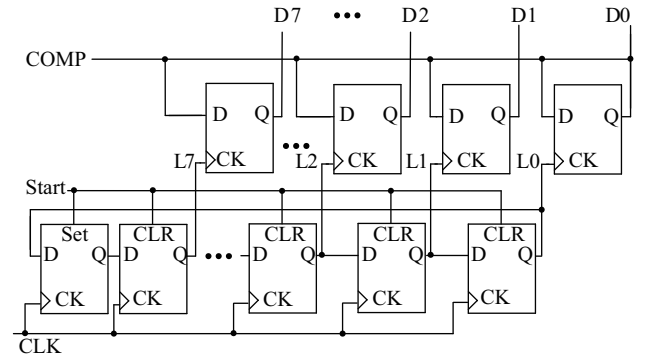 D7 ••• D2 D1 D0
COMP
D Q D Q D Q D Q
•••
L7 CK L2 CK L1 CK L0 CK
Start
Set CLR CLR CLR CLR
D Q D Q ••• D Q D Q D Q
CK CK CK CK CK
CLK